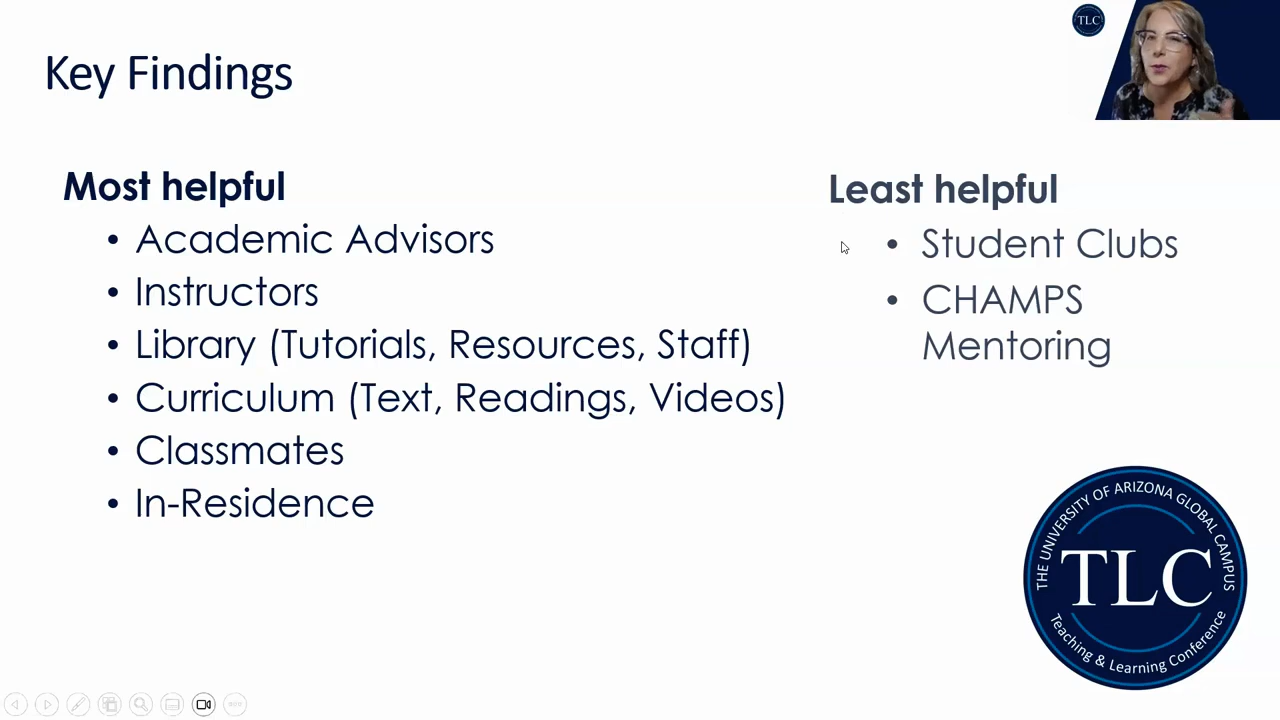 TLC
Key Findings
Most helpful
• Academic Advisors
• Instructors
• Library (Tutorials, Resources, Staff)
• Curriculum (Text, Readings, Videos)
• Classmates
• In-Residence
Least helpful
• Student Clubs
• CHAMPS
Mentoring
THE UNIVERSITY OF ARIZONA GLOBAL CAMPUS
TLC
Teaching & Learning Conference